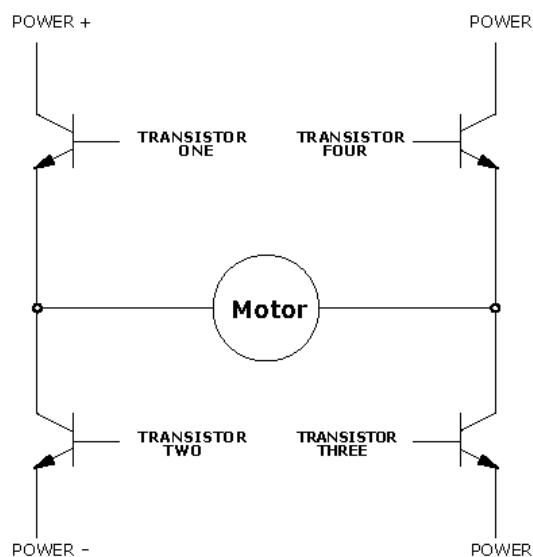 POWER +
POWER
TRANSISTOR
ONE
TRANSISTOR
FOUR
Motor
TRANSISTOR
TWO
TRANSISTOR
THREE
POWER -
POWER